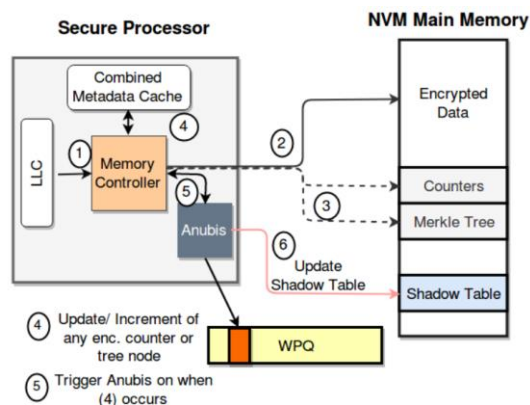 Secure Processor
NVM Main Memory
Combined
Metadata Cache
LLC
1
4
Memory
Controller
2
5
3
Anubis
6
Update
Shadow Table
Encrypted
Data
Counters
Merkle Tree
Shadow Table
4 Update/ Increment of
any enc. counter or
tree node
WPQ
5 Trigger Anubis on when
(4) occurs